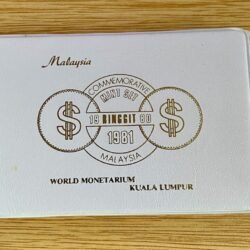 Malaysia
COMMEMORATIVE
MINT SET
19 RINGGIT 80
1981
MALAYSIA
$ $
WORLD MONETARIUM
KUALA LUMPUR